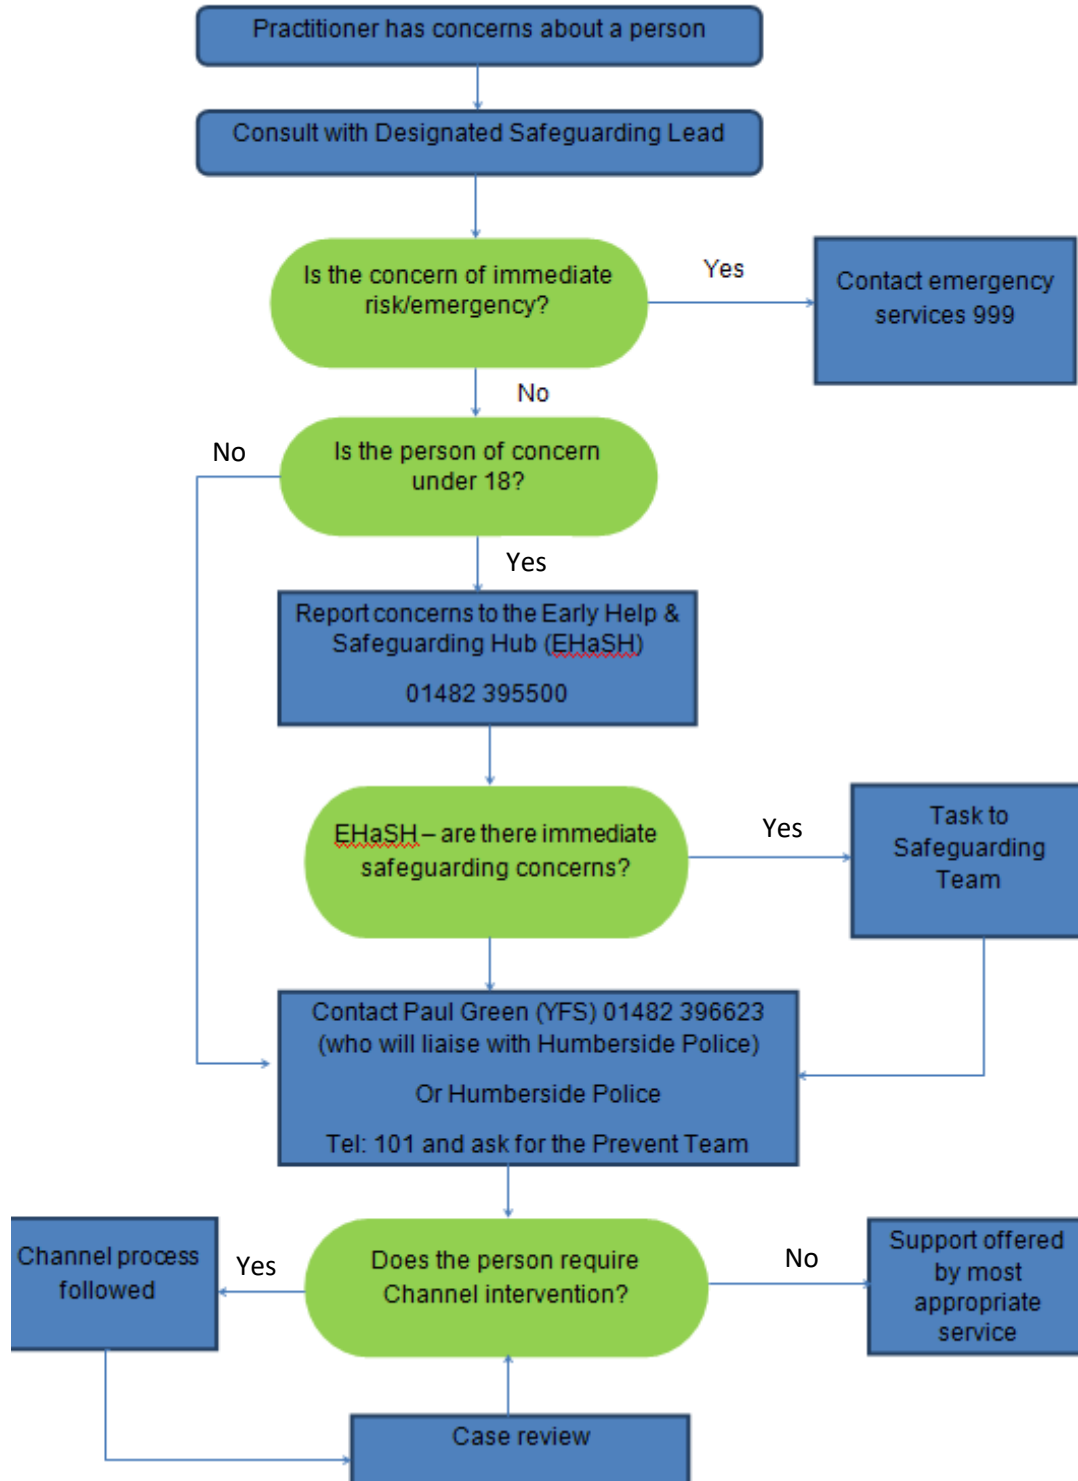 Practitioner has concerns about a person
Consult with Designated Safeguarding Lead
Is the concern of immediate
risk/emergency?
Yes
Contact emergency
services 999
No
Is the person of concern
under 18?
No
Yes
Report concerns to the Early Help &
Safeguarding Hub (EHaSH)
01482 395500
EHaSH – are there immediate
safeguarding concerns?
Yes
Task to
Safeguarding
Team
Contact Paul Green (YFS) 01482 396623
(who will liaise with Humberside Police)
Or Humberside Police
Tel: 101 and ask for the Prevent Team
Does the person require
Channel intervention?
Yes
Channel process
followed
No
Support offered
by most
appropriate
service
Case review